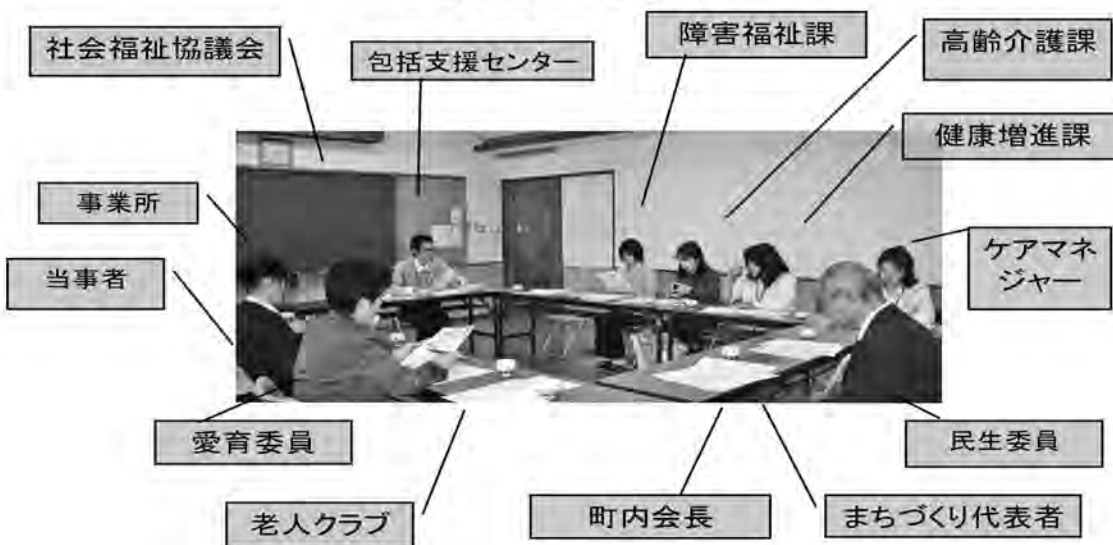 社会福祉協議会
包括支援センター
障害福祉課
高齢介護課
健康増進課
事業所
当事者
ケアマネ
ジャー
愛育委員
民生委員
老人クラブ
町内会長
まちづくり代表者